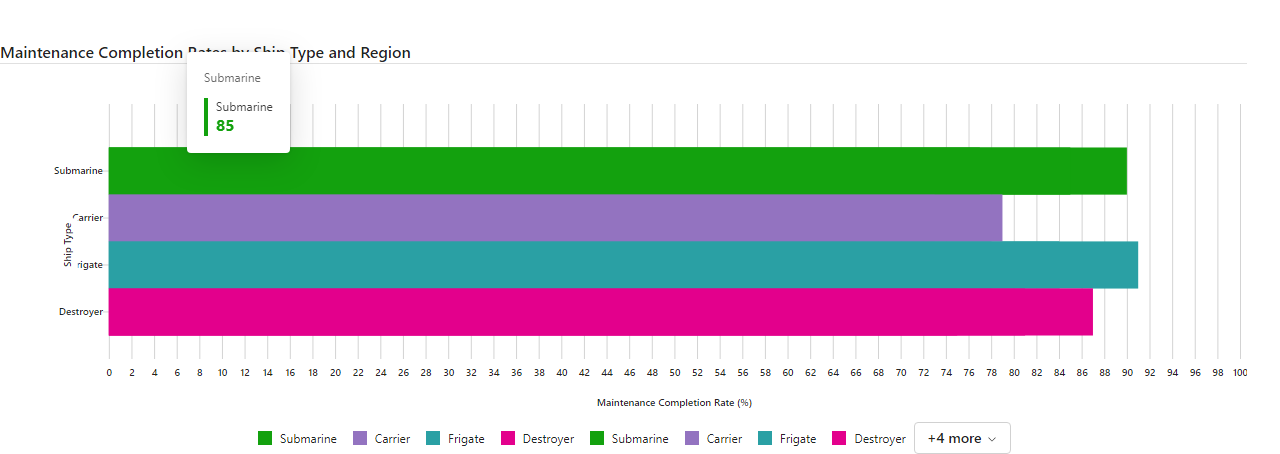 Maintenance Completion Rates by Ship Type and Region
Submarine
Submarine
85
Submarine
Carrier
rigate
Destroyer
Ship Type
0 2 4 6 8 10 12 14 16 18 20 22 24 26 28 30 32 34 36 38 40 42 44 46 48 50 52 54 56 58 60 62 64 66 68 70 72 74 76 78 80 82 84 86 88 90 92 94 96 98 100
Maintenance Completion Rate (%)
Submarine Carrier Frigate Destroyer Submarine Carrier Frigate Destroyer +4 more